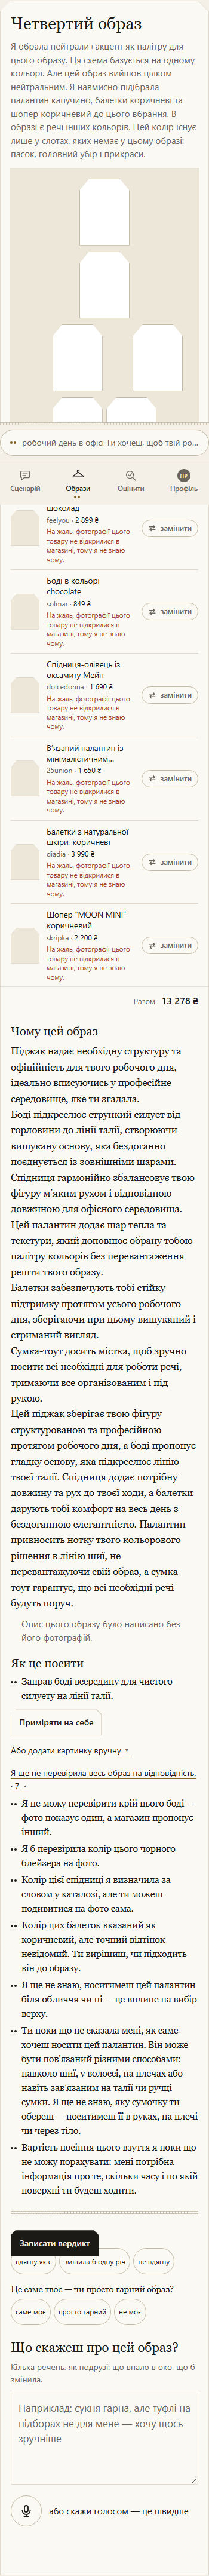 Четвертий образ
Я обрала нейтрали+акцент як палітру для
цього образу. Ця схема базується на одному
кольорі. Але цей образ вийшов цілком
нейтральним. Я навмисно підібрала
палантин капучино, балетки коричневі та
шопер коричневий до цього вбрання. В
образі є речі інших кольорів. Цей колір існує
лише у слотах, яких немає у цьому образі:
пасок, головний убір і прикраси.
робочий день в офісі Ти хочеш, щоб твій ро...
Сценарій
Образи
Оцінити
ПР
Профіль
шоколад
feelyou · 2 899 ₴
На жаль, фотографії цього
товару не відкрилися в
магазині, тому я не знаю
чому.
замінити
Боді в кольорі
chocolate
solmar · 849 ₴
На жаль, фотографії цього
товару не відкрилися в
магазині, тому я не знаю
чому.
замінити
Спідниця-олівець із
оксамиту Мейн
dolcedonna · 1 690 ₴
На жаль, фотографії цього
товару не відкрилися в
магазині, тому я не знаю
чому.
замінити
В'язаний палантин із
мінімалістичним...
25union · 1 650 ₴
На жаль, фотографії цього
товару не відкрилися в
магазині, тому я не знаю
чому.
замінити
Балетки з натуральної
шкіри, коричневі
diadia · 3 990 ₴
На жаль, фотографії цього
товару не відкрилися в
магазині, тому я не знаю
чому.
замінити
Шопер "MOON MINI"
коричневий
skripka · 2 200 ₴
На жаль, фотографії цього
товару не відкрилися в
магазині, тому я не знаю
чому.
замінити
Разом 13 278 ₴
Чому цей образ
Піджак надає необхідну структуру та
офіційність для твого робочого дня,
ідеально вписуючись у професійне
середовище, яке ти згадала.
Боді підкреслює стрункий силует від
горловини до лінії талії, створюючи
вишукану основу, яка бездоганно
поєднується із зовнішніми шарами.
Спідниця гармонійно збалансовує твою
фігуру м'яким рухом і відповідною
довжиною для офісного середовища.
Цей палантин додає шар тепла та
текстури, який доповнює обрану тобою
палітру кольорів без перевантаження
решти твого образу.
Балетки забезпечують тобі стійку
підтримку протягом усього робочого
дня, зберігаючи при цьому вишуканий і
стриманий вигляд.
Сумка-тоут досить містка, щоб зручно
носити всі необхідні для роботи речі,
тримаючи все організованим і під
рукою.
Цей піджак зберігає твою фігуру
структурованою та професійною
протягом робочого дня, а боді пропонує
гладку основу, яка підкреслює лінію
твоєї талії. Спідниця додає потрібну
довжину та рух до твоєї ходи, а балетки
дарують тобі комфорт на весь день з
бездоганною елегантністю. Палантин
привносить нотку твого кольорового
рішення в лінію шиї, не
перевантажуючи свій образ, а сумка-
тоут гарантує, що всі необхідні речі
будуть поруч.
Опис цього образу було написано без
його фотографій.
Як це носити
Заправ боді всередину для чистого
силуету на лінії талії.
Приміряти на себе
Або додати картинку вручну
Я ще не перевірила весь образ на відповідність.
· 7
Я не можу перевірити крій цього боді —
фото показує один, а магазин пропонує
інший.
Я б перевірила колір цього чорного
блейзера на фото.
Колір цієї спідниці я визначила за
словом у каталозі, але ти можеш
подивитися на фото сама.
Колір цих балеток вказаний як
коричневий, але точний відтінок
невідомий. Ти вирішиш, чи підходить
він до образу.
Я ще не знаю, носитимеш цей палантин
біля обличчя чи ні — це вплине на вибір
верху.
Ти поки що не сказала мені, як саме
хочеш носити цей палантин. Він може
бути пов'язаний різними способами:
навколо шиї, у волоссі, на плечах або
навіть зав'язаним на талії чи ручці
сумки. Я ще не знаю, яку сумочку ти
обереш — носитимеш її в руках, на плечі
чи через тіло.
Вартість носіння цього взуття я поки що
не можу порахувати: мені потрібна
інформація про те, скільки часу і по якій
поверхні ти будеш ходити.
Записати вердикт
вдягну як є
змінила б одну річ
не вдягну
Це саме твоє — чи просто гарний образ?
саме моє
просто гарний
не моє
Що скажеш про цей образ?
Кілька речень, як подрузі: що впало в око, що б
змінила.
Наприклад: сукня гарна, але туфлі на
підборах не для мене — хочу щось
зручніше
або скажи голосом — це швидше